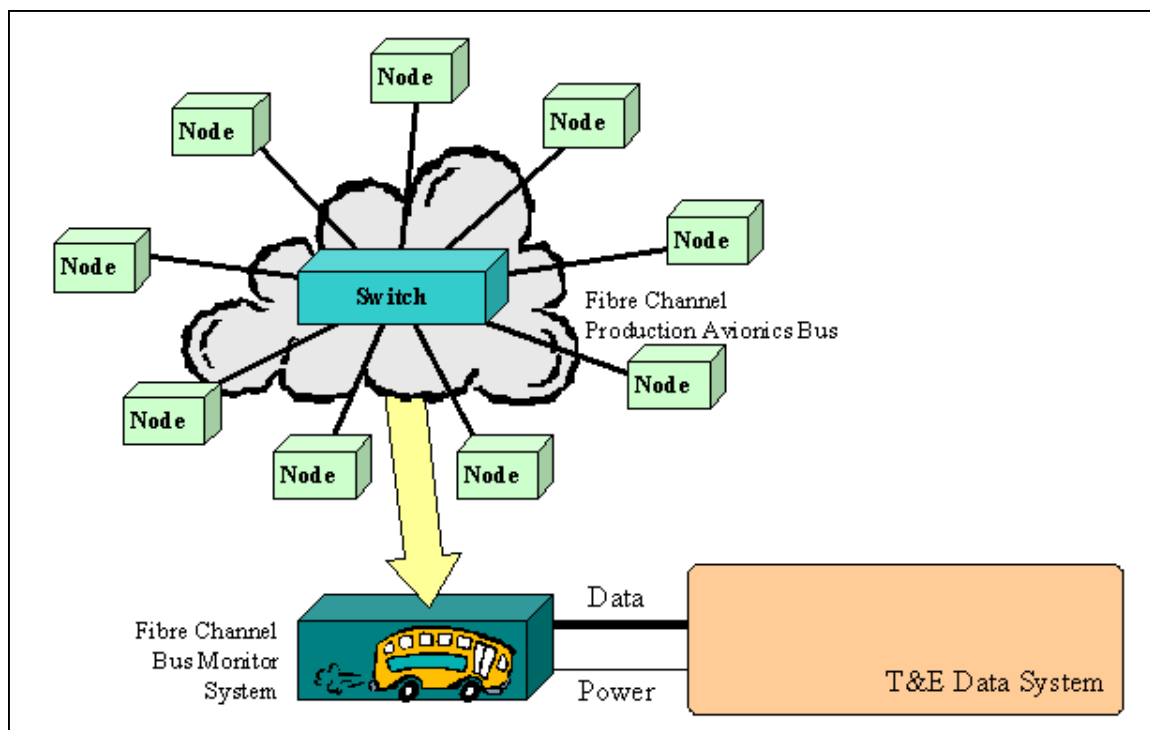 Node
Node
Node
Node
Node
Switch
Fibre Channel
Production Avionics Bus
Node
Node
Node
Node
Data
Fibre Channel
Bus Monitor
System
Power
T&E Data System